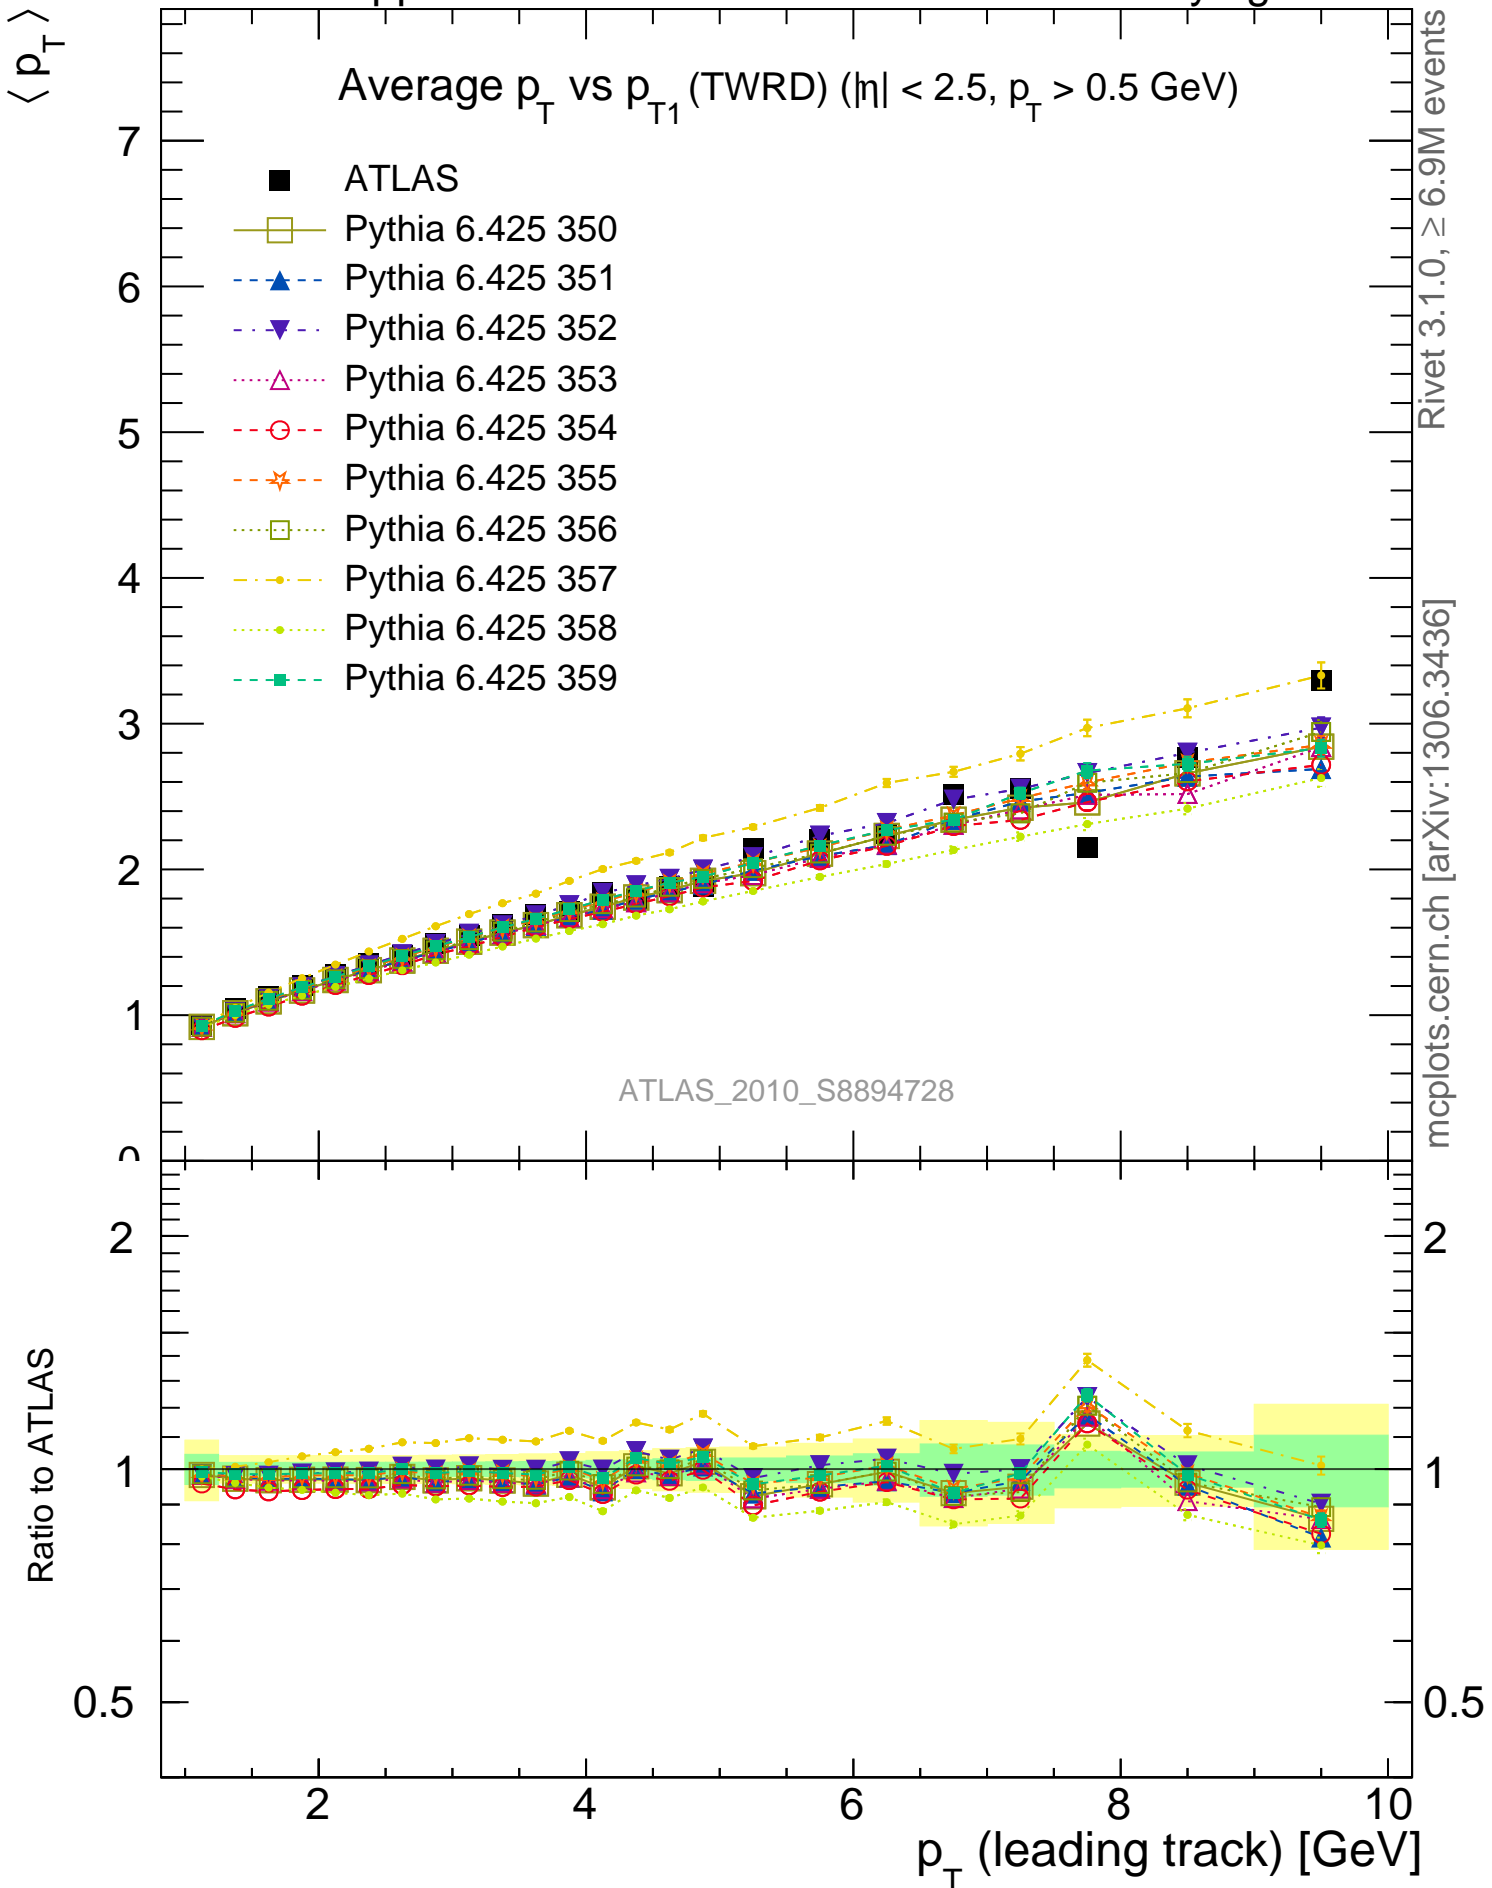 ⟨ p_T ⟩
Average p_T vs p_T1 (TWRD) (|η| < 2.5, p_T > 0.5 GeV)
7
6
5
4
3
2
1
0
ATLAS
Pythia 6.425 350
Pythia 6.425 351
Pythia 6.425 352
Pythia 6.425 353
Pythia 6.425 354
Pythia 6.425 355
Pythia 6.425 356
Pythia 6.425 357
Pythia 6.425 358
Pythia 6.425 359
ATLAS_2010_S8894728
Rivet 3.1.0, ≥ 6.9M events
mcplots.cern.ch [arXiv:1306.3436]
Ratio to ATLAS
2
1
0.5
2
1
0.5
2 4 6 8 10
p_T (leading track) [GeV]